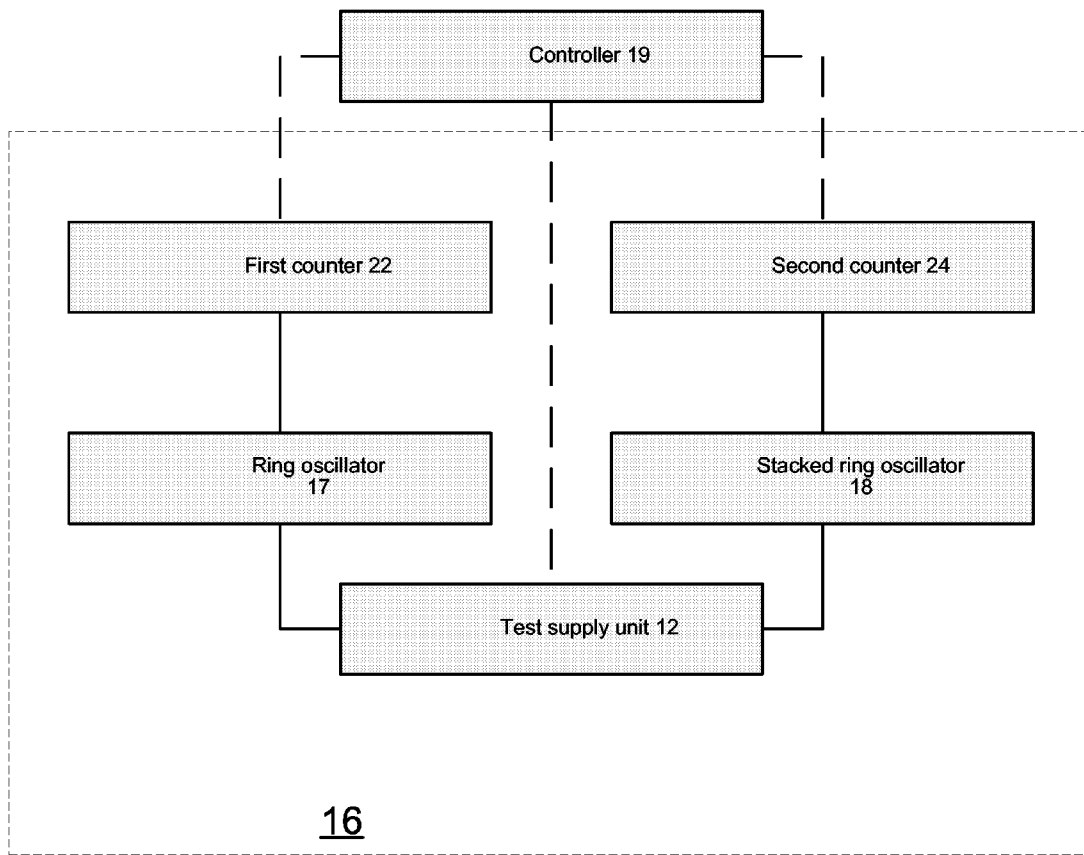 Controller 19
First counter 22
Second counter 24
Ring oscillator
17
Stacked ring oscillator
18
Test supply unit 12
16